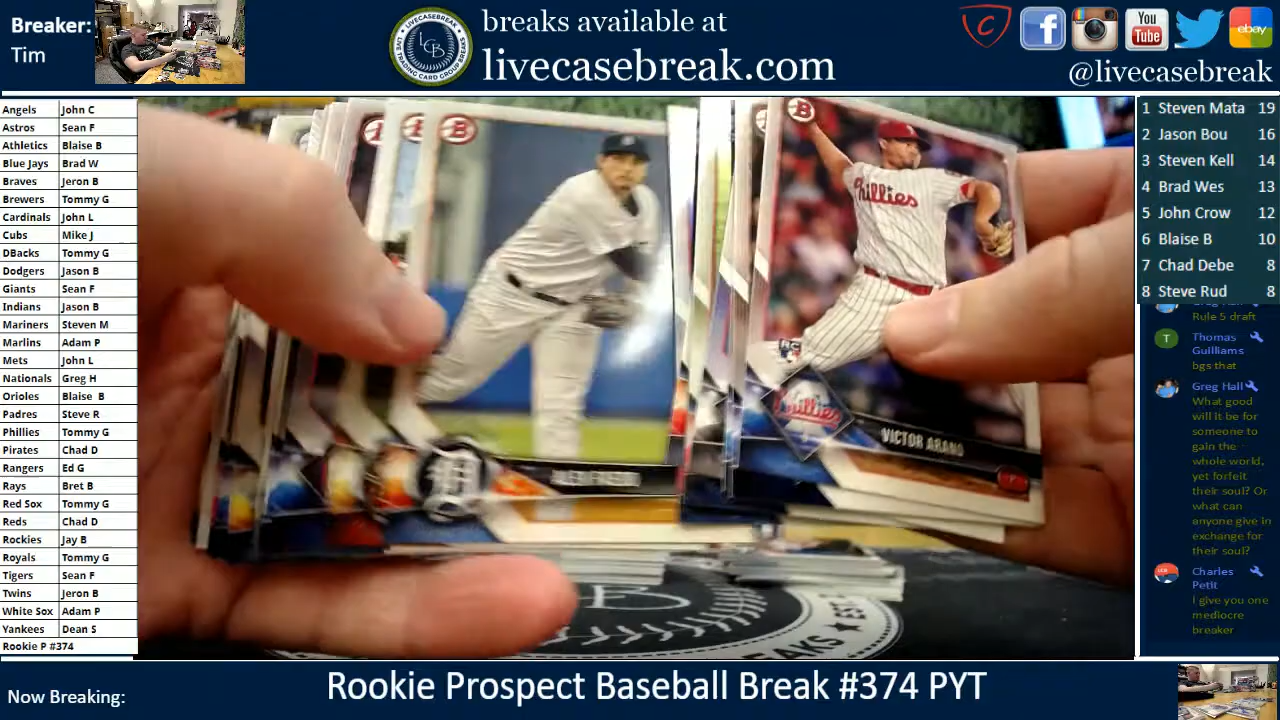 Breaker:
Tim
breaks available at
livecasebreak.com
@livecasebreak
You
Tube
ebay
LCB
Angels John C
Astros Sean F
Athletics Blaise B
Blue Jays Brad W
Braves Jeron B
Brewers Tommy G
Cardinals John L
Cubs Mike J
DBacks Tommy G
Dodgers Jason B
Giants Sean F
Indians Jason B
Mariners Steven M
Marlins Adam P
Mets John L
Nationals Greg H
Orioles Blaise B
Padres Steve R
Phillies Tommy G
Pirates Chad D
Rangers Ed G
Rays Bret B
Red Sox Tommy G
Reds Chad D
Rockies Jay B
Royals Tommy G
Tigers Sean F
Twins Jeron B
White Sox Adam P
Yankees Dean S
Rookie P #374
B
B
Phillies
RC
Phillies
VICTOR ARANO
1 Steven Mata 19
2 Jason Bou 16
3 Steven Kell 14
4 Brad Wes 13
5 John Crow 12
6 Blaise B 10
7 Chad Debe 8
8 Steve Rud 8
Rule 5 draft
T
Thomas
Guilliams
bgs that
Greg Hall
What good
will it be for
someone to
gain the
whole world,
yet forfeit
their soul? Or
what can
anyone give in
exchange for
their soul?
Charles
Petit
I give you one
mediocre
breaker
Now Breaking:
Rookie Prospect Baseball Break #374 PYT